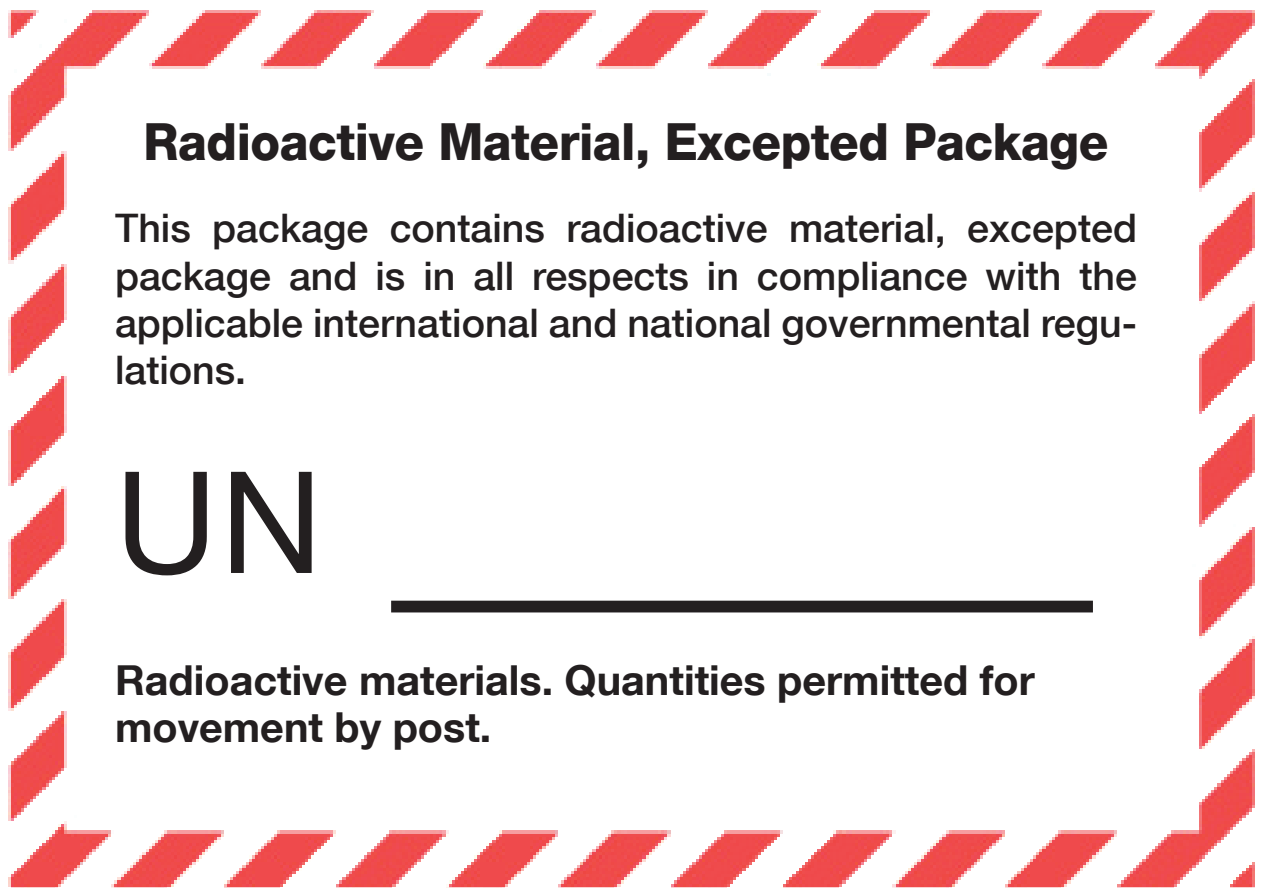 Radioactive Material, Excepted Package
This package contains radioactive material, excepted
package and is in all respects in compliance with the
applicable international and national governmental regu-
lations.
UN
Radioactive materials. Quantities permitted for
movement by post.